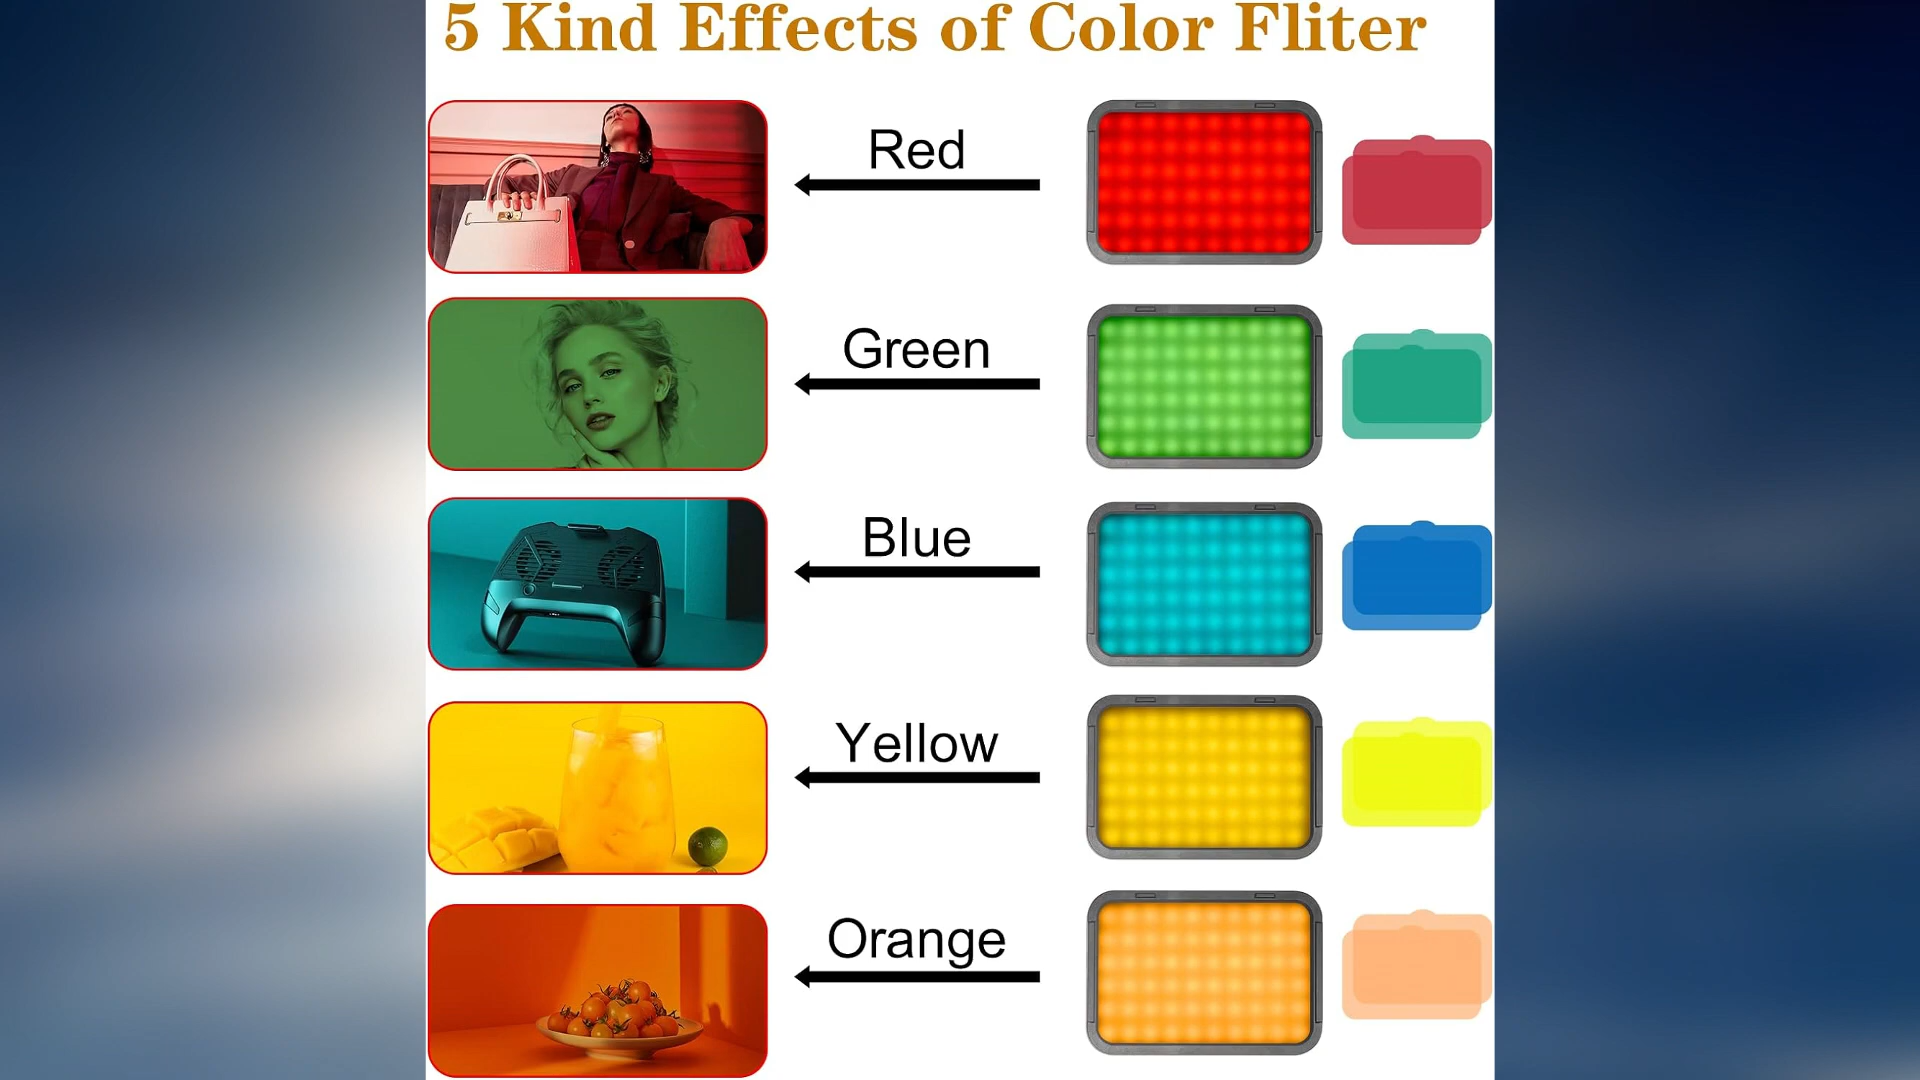 5 Kind Effects of Color Fliter
Red
Green
Blue
Yellow
Orange